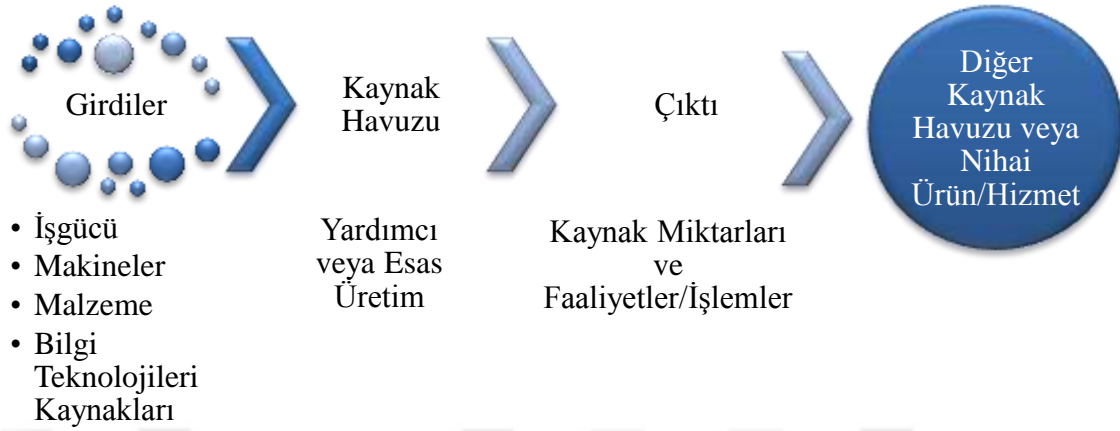 Girdiler
• İşgücü
• Makineler
• Malzeme
• Bilgi
Teknolojileri
Kaynakları
Kaynak
Havuzu
Yardımcı
veya Esas
Üretim
Çıktı
Kaynak Miktarları
ve
Faaliyetler/İşlemler
Diğer
Kaynak
Havuzu veya
Nihai
Ürün/Hizmet